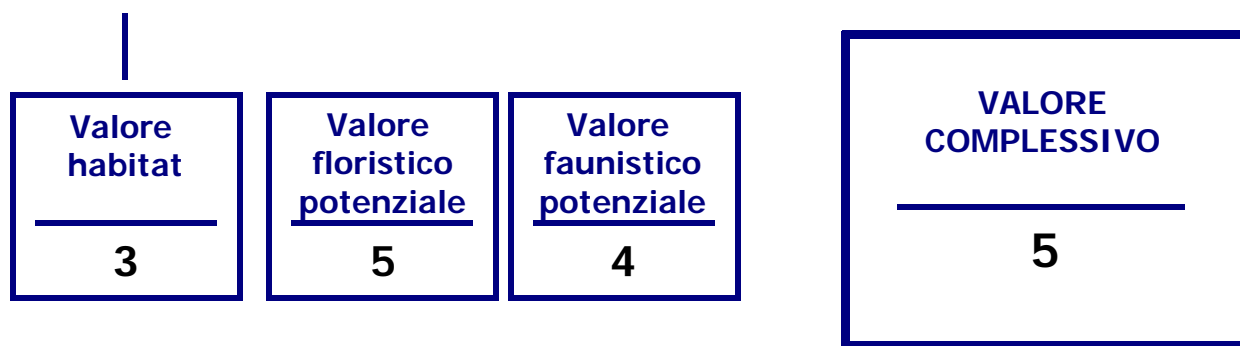 Valore
habitat
3
Valore
floristico
potenziale
5
Valore
faunistico
potenziale
4
VALORE
COMPLESSIVO
5